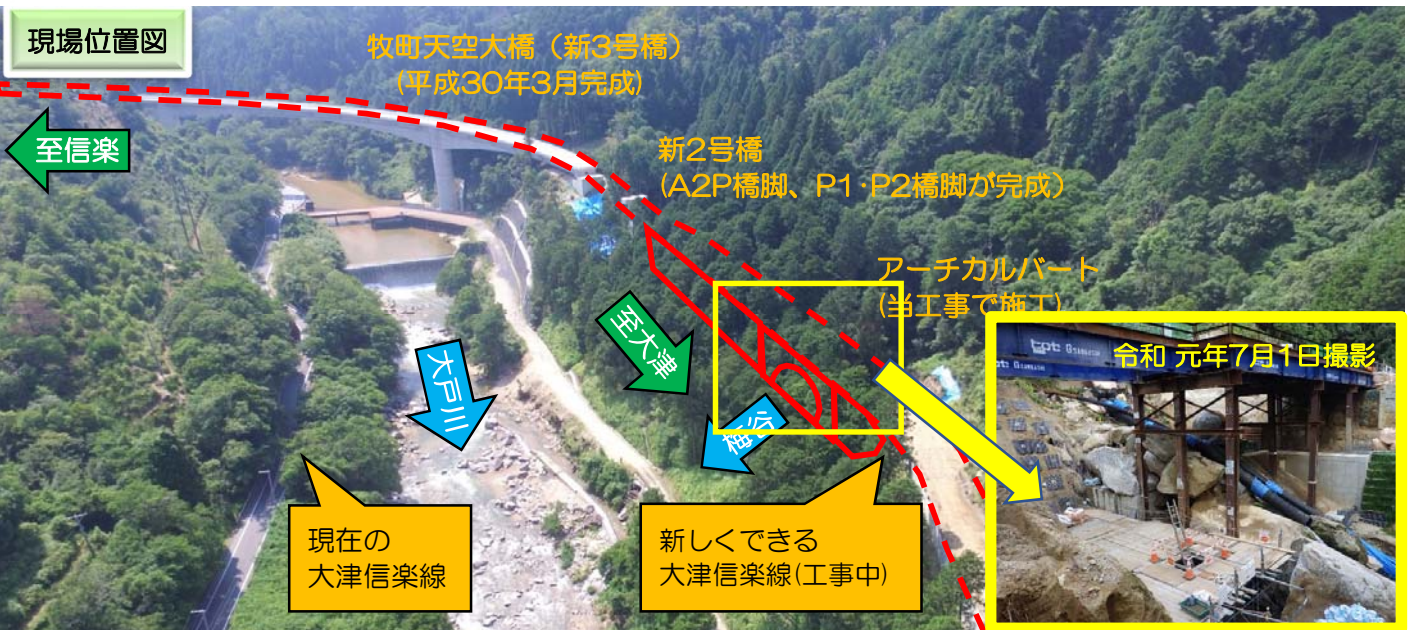 現場位置図
牧町天空大橋（新3号橋）
(平成30年3月完成)
至信楽
新2号橋
(A2P橋脚、P1・P2橋脚が完成）
アーチカルバート
(当工事で施工)
至大津
大戸川
梅谷
令和 元年7月1日撮影
現在の
大津信楽線
新しくできる
大津信楽線(工事中)